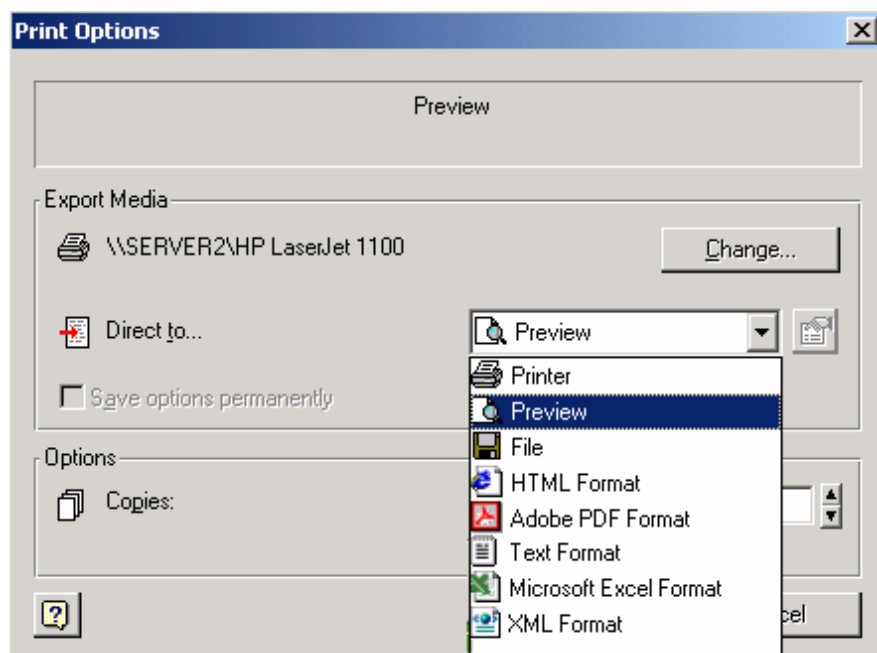 Print Options
Preview
Export Media
\\SERVER2\HP LaserJet 1100
Change...
Direct to...
Preview
Printer
Preview
File
HTML Format
Adobe PDF Format
Text Format
Microsoft Excel Format
XML Format
Save options permanently
Options
Copies: